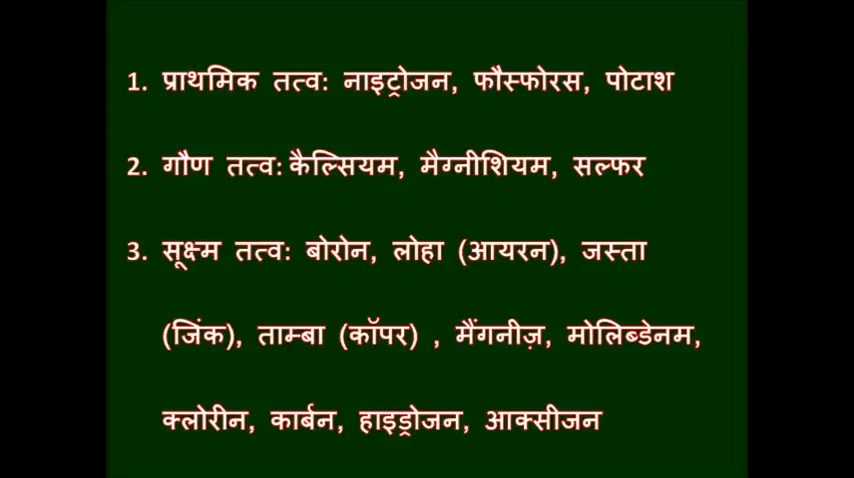 1. प्राथमिक तत्व: नाइट्रोजन, फौस्फोरस, पोटाश
2. गौण तत्व: कैल्सियम, मैग्नीशियम, सल्फर
3. सूक्ष्म तत्व: बोरोन, लोहा (आयरन), जस्ता
(जिंक), ताम्बा (कॉपर) , मैंगनीज़, मोलिब्डेनम,
क्लोरीन, कार्बन, हाइड्रोजन, आक्सीजन